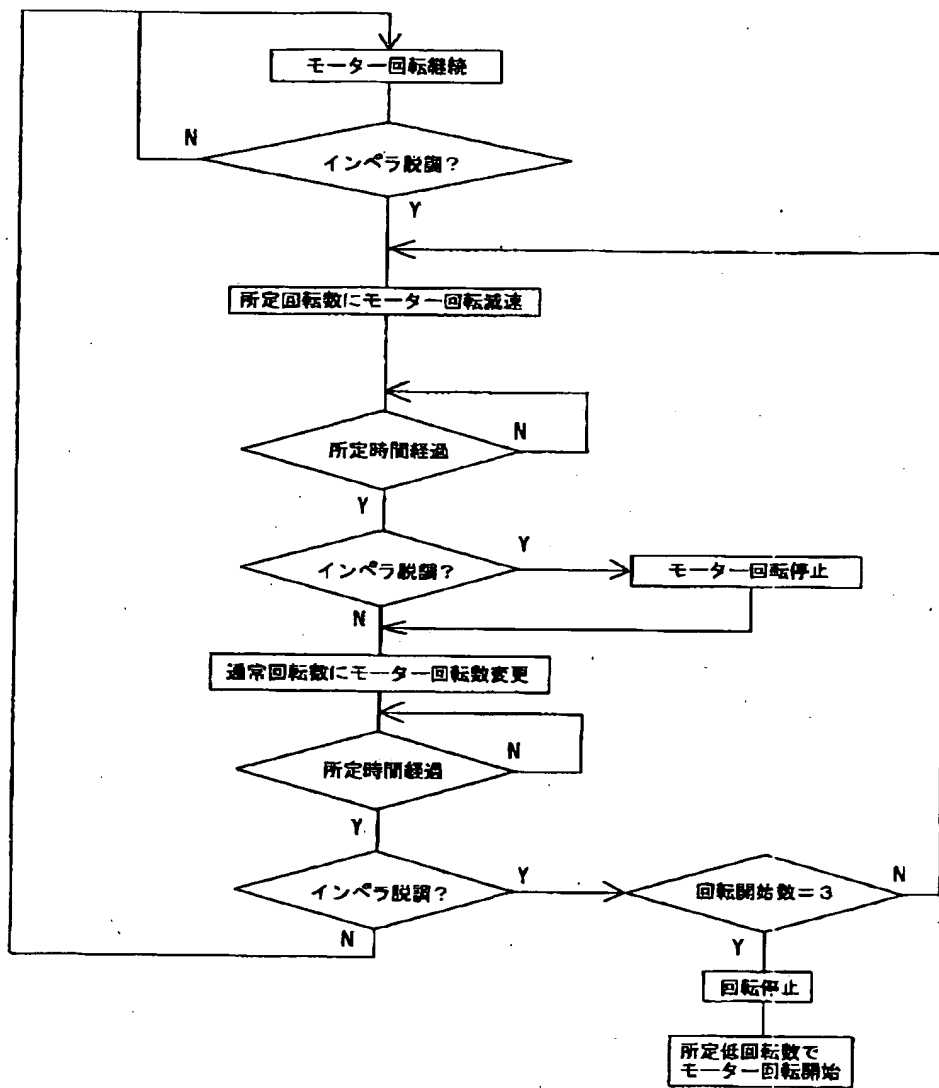 モーター回転継続
N
インペラ脱調？
Y
所定回転数にモーター回転減速
N
所定時間経過
Y
インペラ脱調？
Y
モーター回転停止
N
通常回転数にモーター回転数変更
N
所定時間経過
Y
インペラ脱調？
Y
回転開始数＝3
N
N
Y
回転停止
所定低回転数で
モーター回転開始